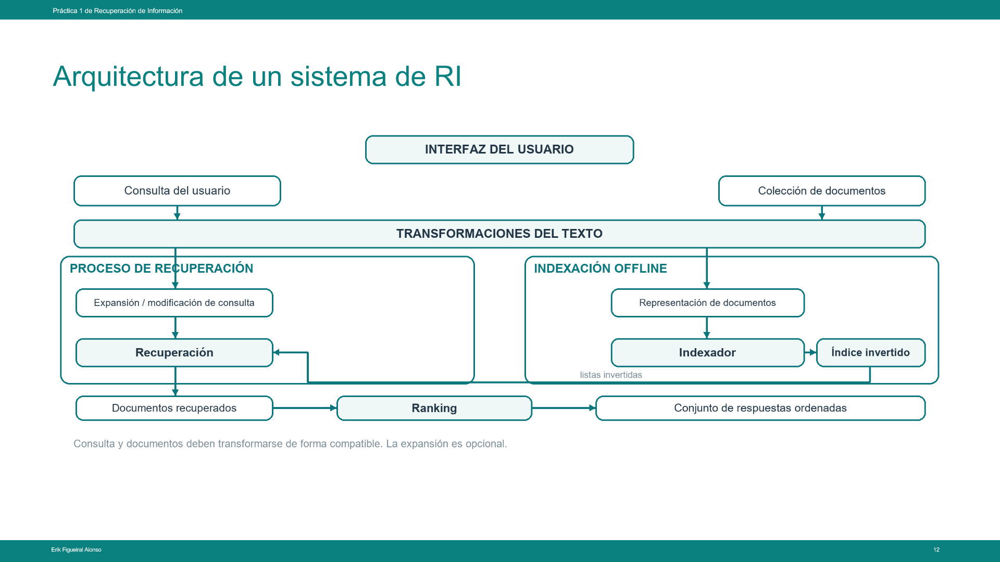 Práctica 1 de Recuperación de Información
Arquitectura de un sistema de RI
INTERFAZ DEL USUARIO
Consulta del usuario
Colección de documentos
TRANSFORMACIONES DEL TEXTO
PROCESO DE RECUPERACIÓN
INDEXACIÓN OFFLINE
Expansión / modificación de consulta
Representación de documentos
Recuperación
Indexador
Índice invertido
listas invertidas
Documentos recuperados
Ranking
Conjunto de respuestas ordenadas
Consulta y documentos deben transformarse de forma compatible. La expansión es opcional.
Erik Figueiral Alonso
12